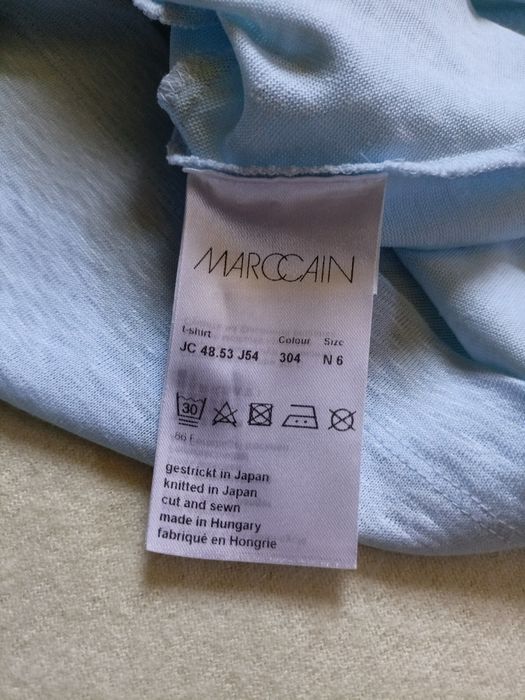 MARCCAIN
t-shirt Colour Size
JC 48.53 J54 304 N 6
30
gestrickt in Japan
knitted in Japan
cut and sewn
made in Hungary
fabriqué en Hongrie